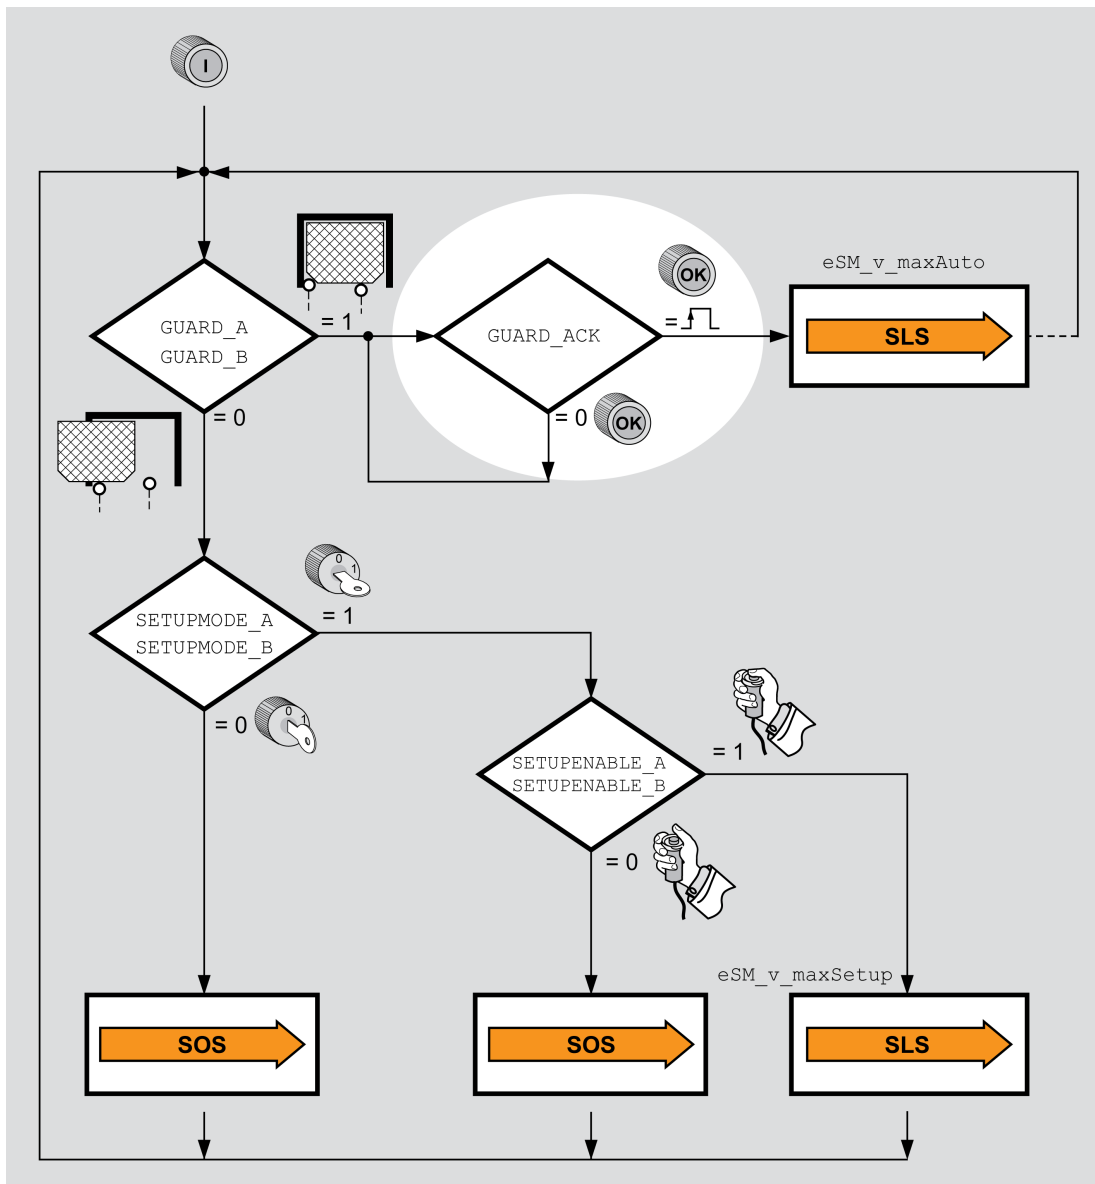 I
eSM_v_maxAuto
OK
= 1
GUARD_A
GUARD_B
GUARD_ACK
=
SLS
= 0
= 0
OK
0
1
SETUPMODE_A
SETUPMODE_B
= 1
= 0
0
1
SETUPENABLE_A
SETUPENABLE_B
= 1
= 0
eSM_v_maxSetup
SOS
SOS
SLS